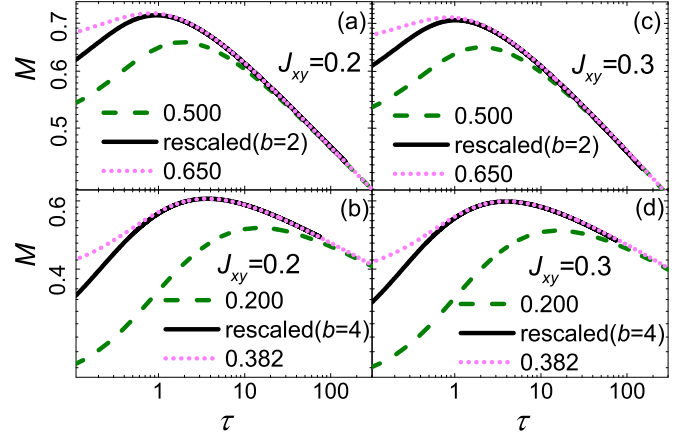 (a)
(c)
0.7
0.6
0.5
M
J_xy=0.2
J_xy=0.3
0.500
rescaled(b=2)
0.650
0.500
rescaled(b=2)
0.650
(b)
(d)
0.6
0.4
M
J_xy=0.2
J_xy=0.3
0.200
rescaled(b=4)
0.382
0.200
rescaled(b=4)
0.382
1 10 100
1 10 100
τ
τ